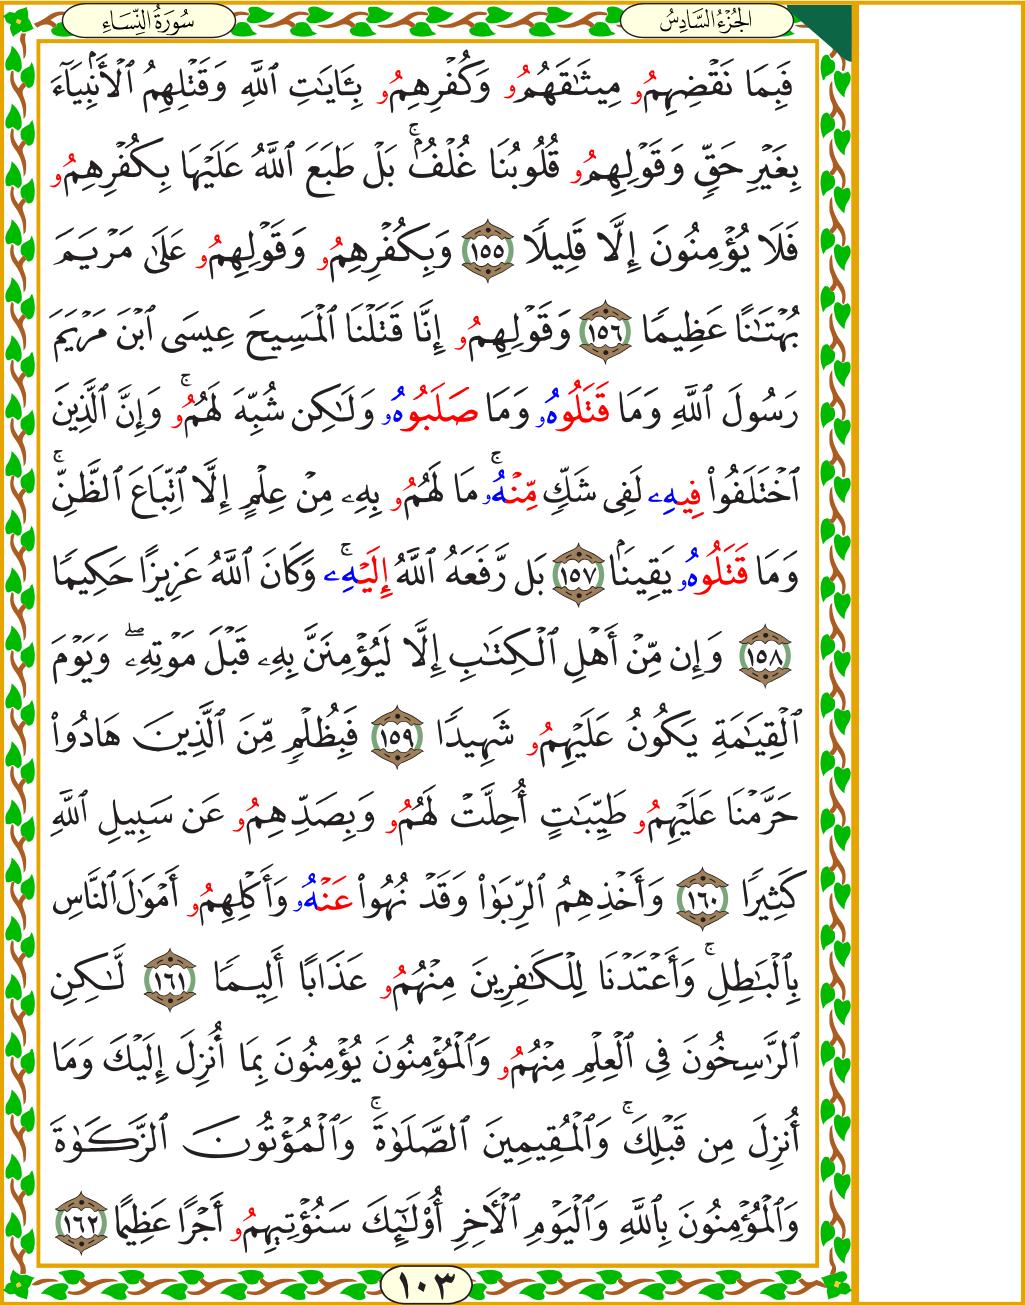 الجُزْءُ السَّادِسُ
سُورَةُ النِّسَاءِ
فَبِمَا نَقْضِهِمُو مِيثَـٰقَهُمُو وَكُفْرِهِمُو بِـَٔايَـٰتِ ٱللَّهِ وَقَتْلِهِمُ ٱلْأَنۢبِيَآءَ
بِغَيْرِ حَقٍّ وَقَوْلِهِمُو قُلُوبُنَا غُلْفٌۢ ۚ بَلْ طَبَعَ ٱللَّهُ عَلَيْهَا بِكُفْرِهِمُو
فَلَا يُؤْمِنُونَ إِلَّا قَلِيلًا ١٥٥ وَبِكُفْرِهِمُو وَقَوْلِهِمُو عَلَىٰ مَرْيَمَ
بُهْتَـٰنًا عَظِيمًا ١٥٦ وَقَوْلِهِمُو إِنَّا قَتَلْنَا ٱلْمَسِيحَ عِيسَى ٱبْنَ مَرْيَمَ
رَسُولَ ٱللَّهِ وَمَا قَتَلُوهُۥ وَمَا صَلَبُوهُۥ وَلَـٰكِن شُبِّهَ لَهُمُو ۚ وَإِنَّ ٱلَّذِينَ
ٱخْتَلَفُوا۟ فِيهِۦ لَفِى شَكٍّ مِّنْهُۥ ۚ مَا لَهُمُو بِهِۦ مِنْ عِلْمٍ إِلَّا ٱتِّبَاعَ ٱلظَّنِّ ۚ
وَمَا قَتَلُوهُۥ يَقِينًۢا ١٥٧ بَل رَّفَعَهُ ٱللَّهُ إِلَيْهِۦ ۚ وَكَانَ ٱللَّهُ عَزِيزًا حَكِيمًا
١٥٨ وَإِن مِّنْ أَهْلِ ٱلْكِتَـٰبِ إِلَّا لَيُؤْمِنَنَّ بِهِۦ قَبْلَ مَوْتِهِۦ ۖ وَيَوْمَ
ٱلْقِيَـٰمَةِ يَكُونُ عَلَيْهِمُو شَهِيدًا ١٥٩ فَبِظُلْمٍ مِّنَ ٱلَّذِينَ هَادُوا۟
حَرَّمْنَا عَلَيْهِمُو طَيِّبَـٰتٍ أُحِلَّتْ لَهُمُو وَبِصَدِّهِمُو عَن سَبِيلِ ٱللَّهِ
كَثِيرًا ١٦٠ وَأَخْذِهِمُ ٱلرِّبَوٰا۟ وَقَدْ نُهُوا۟ عَنْهُۥ وَأَكْلِهِمُو أَمْوَٰلَ ٱلنَّاسِ
بِٱلْبَـٰطِلِ ۚ وَأَعْتَدْنَا لِلْكَـٰفِرِينَ مِنْهُمُو عَذَابًا أَلِيمًا ١٦١ لَّـٰكِنِ
ٱلرَّٰسِخُونَ فِى ٱلْعِلْمِ مِنْهُمُو وَٱلْمُؤْمِنُونَ يُؤْمِنُونَ بِمَا أُنزِلَ إِلَيْكَ وَمَا
أُنزِلَ مِن قَبْلِكَ ۚ وَٱلْمُقِيمِينَ ٱلصَّلَوٰةَ ۚ وَٱلْمُؤْتُونَ ٱلزَّكَوٰةَ
وَٱلْمُؤْمِنُونَ بِٱللَّهِ وَٱلْيَوْمِ ٱلْـَٔاخِرِ أُو۟لَـٰٓئِكَ سَنُؤْتِيهِمُو أَجْرًا عَظِيمًا ١٦٢
١٠٣